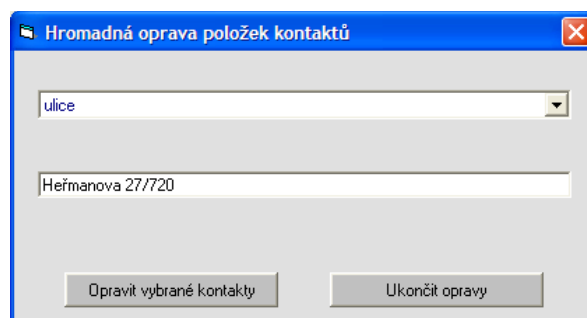 Hromadná oprava položek kontaktů
ulice
Heřmanova 27/720
Opravit vybrané kontakty
Ukončit opravy